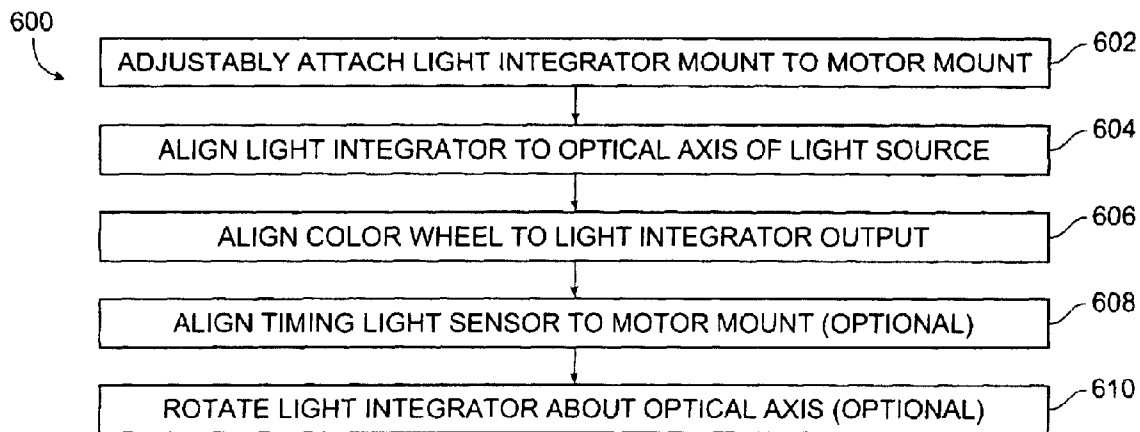 600
ADJUSTABLY ATTACH LIGHT INTEGRATOR MOUNT TO MOTOR MOUNT
602
ALIGN LIGHT INTEGRATOR TO OPTICAL AXIS OF LIGHT SOURCE
604
ALIGN COLOR WHEEL TO LIGHT INTEGRATOR OUTPUT
606
ALIGN TIMING LIGHT SENSOR TO MOTOR MOUNT (OPTIONAL)
608
ROTATE LIGHT INTEGRATOR ABOUT OPTICAL AXIS (OPTIONAL)
610